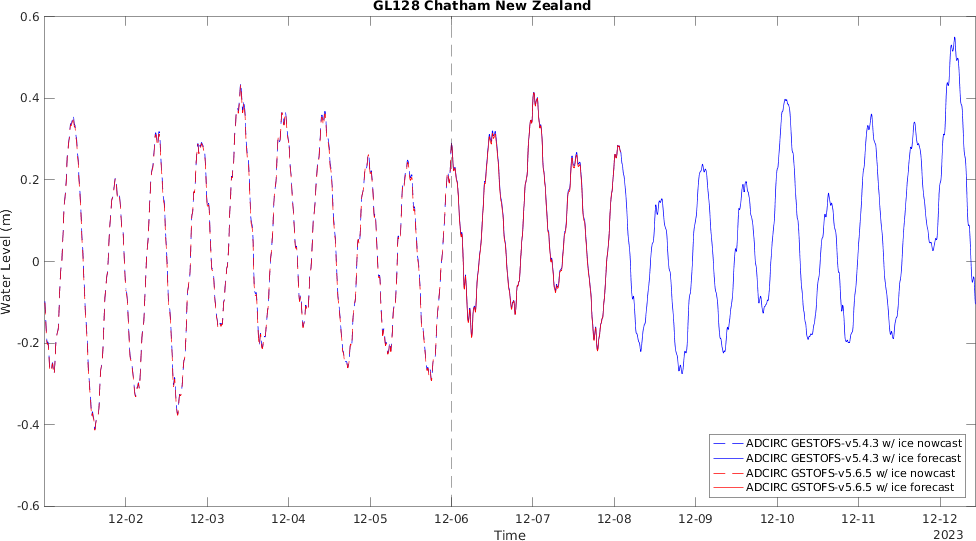 GL128 Chatham New Zealand
0.6
0.4
0.2
0
-0.2
-0.4
-0.6
Water Level (m)
12-02 12-03 12-04 12-05 12-06 12-07 12-08 12-09 12-10 12-11 12-12
Time
2023
ADCIRC GESTOFS-v5.4.3 w/ ice nowcast
ADCIRC GESTOFS-v5.4.3 w/ ice forecast
ADCIRC GSTOFS-v5.6.5 w/ ice nowcast
ADCIRC GSTOFS-v5.6.5 w/ ice forecast